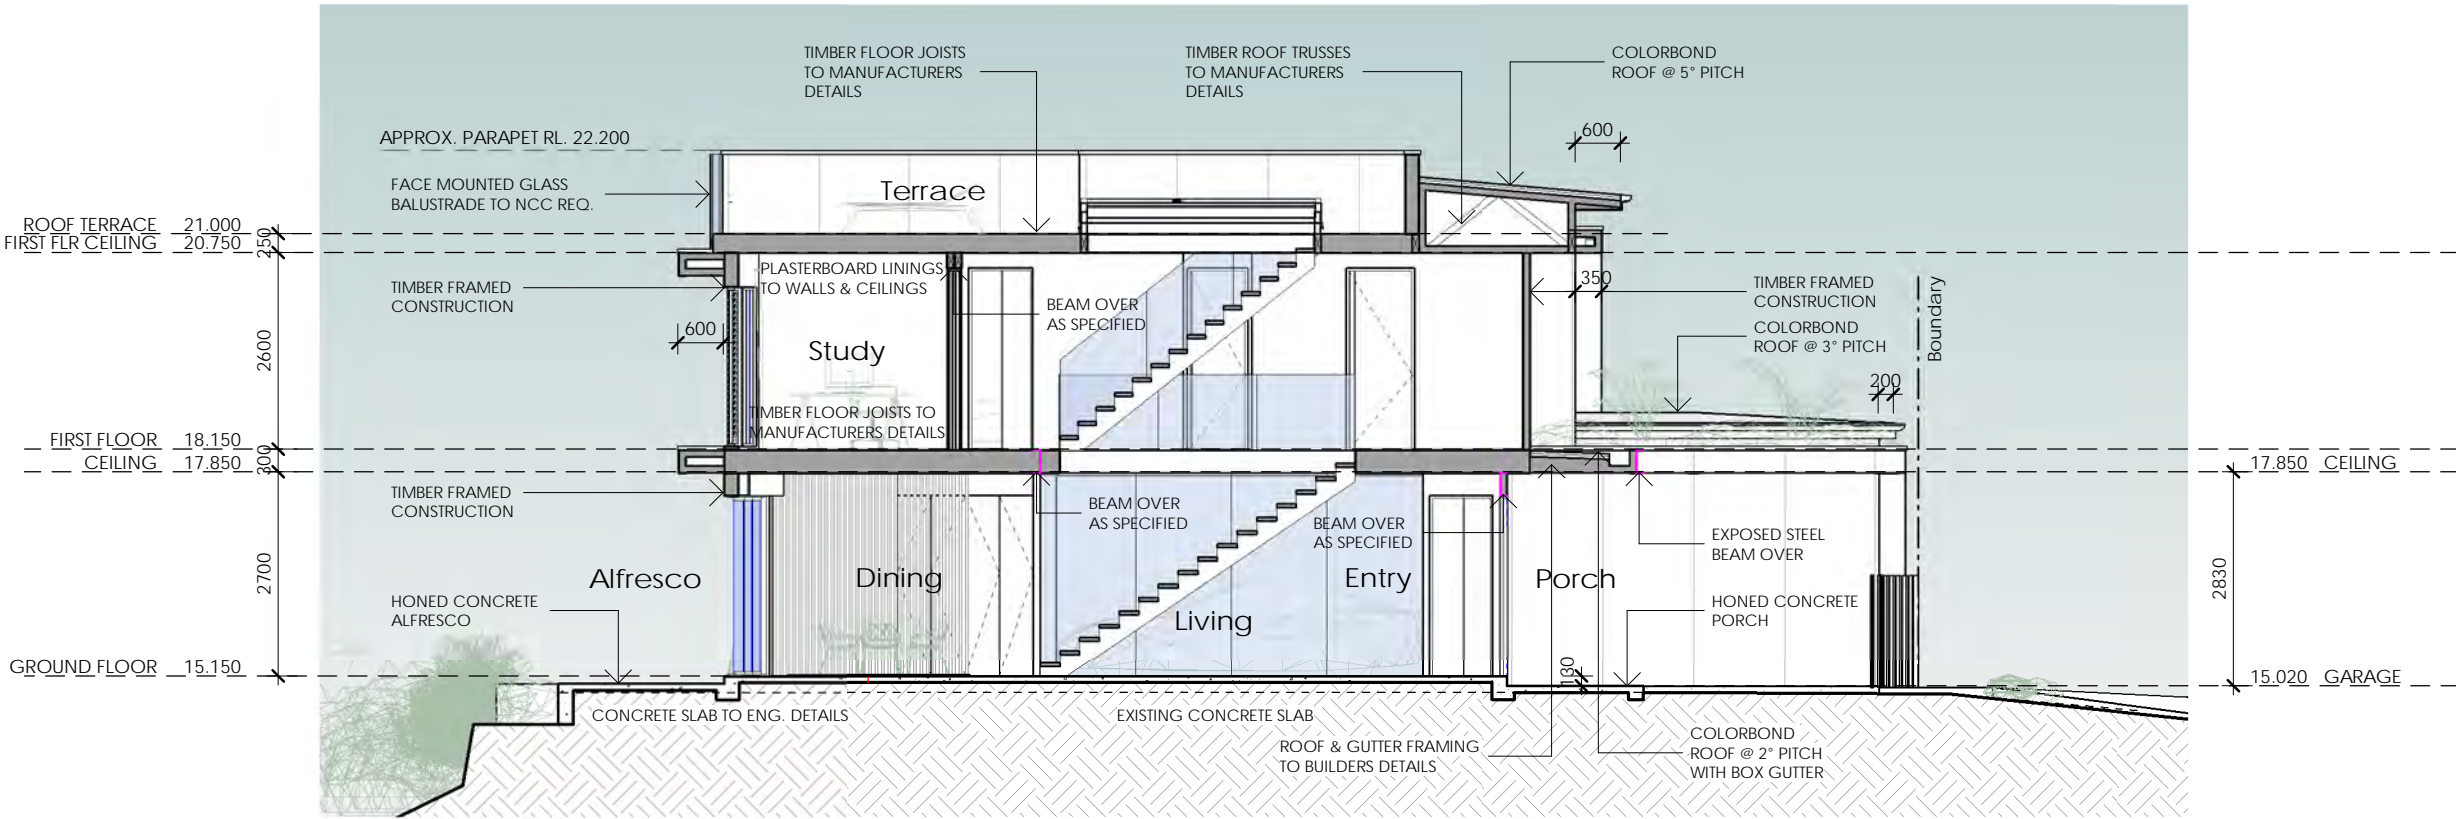 TIMBER FLOOR JOISTS
TO MANUFACTURERS
DETAILS
TIMBER ROOF TRUSSES
TO MANUFACTURERS
DETAILS
COLORBOND
ROOF @ 5° PITCH
600
APPROX. PARAPET RL. 22.200
FACE MOUNTED GLASS
BALUSTRADE TO NCC REQ.
Terrace
ROOF TERRACE 21.000
FIRST FLR CEILING 20.750
250
PLASTERBOARD LININGS
TO WALLS & CEILINGS
TIMBER FRAMED
CONSTRUCTION
BEAM OVER
AS SPECIFIED
350
TIMBER FRAMED
CONSTRUCTION
COLORBOND
ROOF @ 3° PITCH
Boundary
600
2600
Study
200
TIMBER FLOOR JOISTS TO
MANUFACTURERS DETAILS
FIRST FLOOR 18.150
CEILING 17.850
300
17.850 CEILING
TIMBER FRAMED
CONSTRUCTION
BEAM OVER
AS SPECIFIED
BEAM OVER
AS SPECIFIED
EXPOSED STEEL
BEAM OVER
2700
Alfresco
Dining
Living
Entry
Porch
2830
HONED CONCRETE
ALFRESCO
HONED CONCRETE
PORCH
GROUND FLOOR 15.150
130
15.020 GARAGE
CONCRETE SLAB TO ENG. DETAILS
EXISTING CONCRETE SLAB
ROOF & GUTTER FRAMING
TO BUILDERS DETAILS
COLORBOND
ROOF @ 2° PITCH
WITH BOX GUTTER